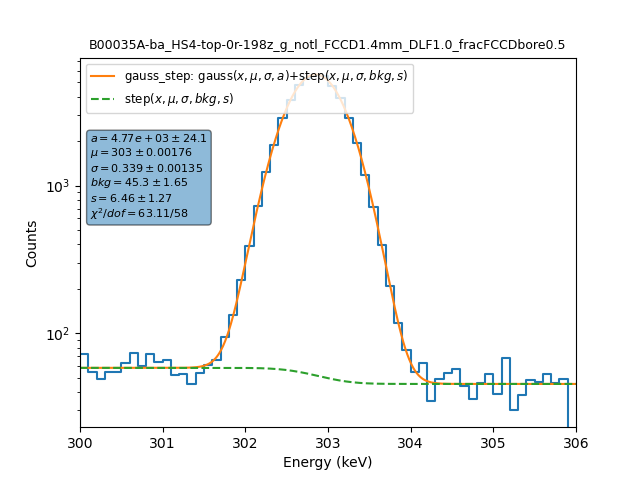 B00035A-ba_HS4-top-0r-198z_g_notl_FCCD1.4mm_DLF1.0_fracFCCDbore0.5
gauss_step: gauss(x, μ, σ, a)+step(x, μ, σ, bkg, s)
step(x, μ, σ, bkg, s)
a = 4.77e + 03 ± 24.1
μ = 303 ± 0.00176
σ = 0.339 ± 0.00135
bkg = 45.3 ± 1.65
s = 6.46 ± 1.27
χ²/dof = 63.11/58
10³
10²
Counts
300 301 302 303 304 305 306
Energy (keV)